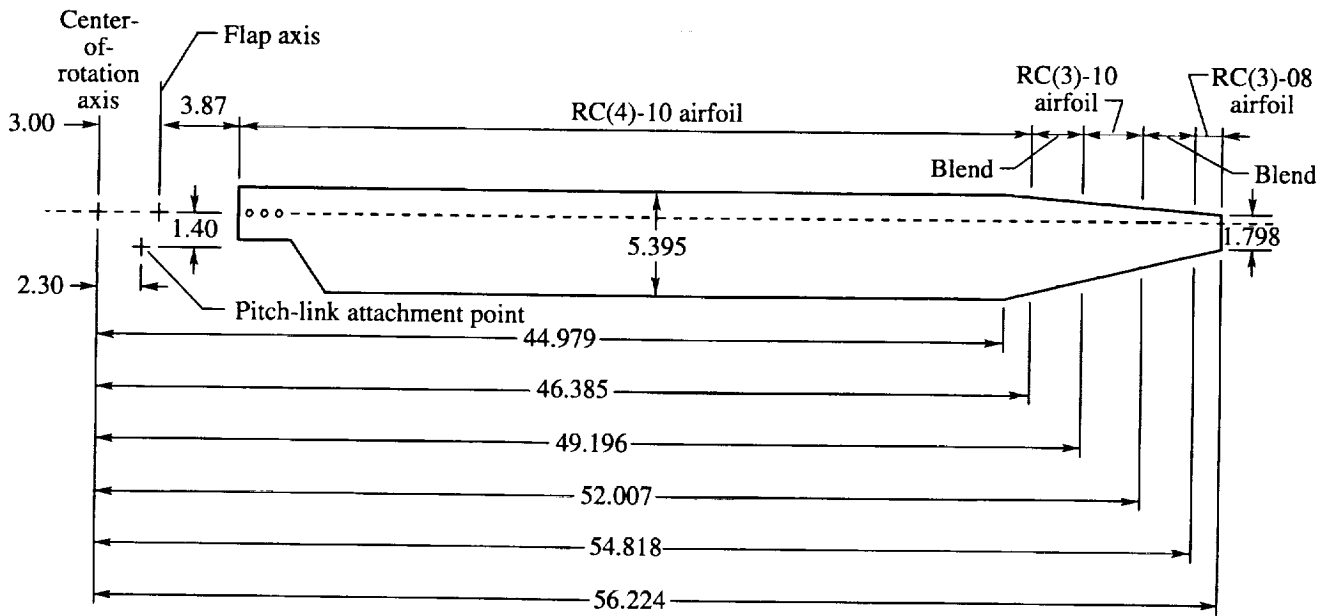 Center-
of-
rotation
axis
Flap axis
3.00
3.87
RC(4)-10 airfoil
RC(3)-10
airfoil
RC(3)-08
airfoil
Blend
Blend
1.40
5.395
1.798
2.30
Pitch-link attachment point
44.979
46.385
49.196
52.007
54.818
56.224